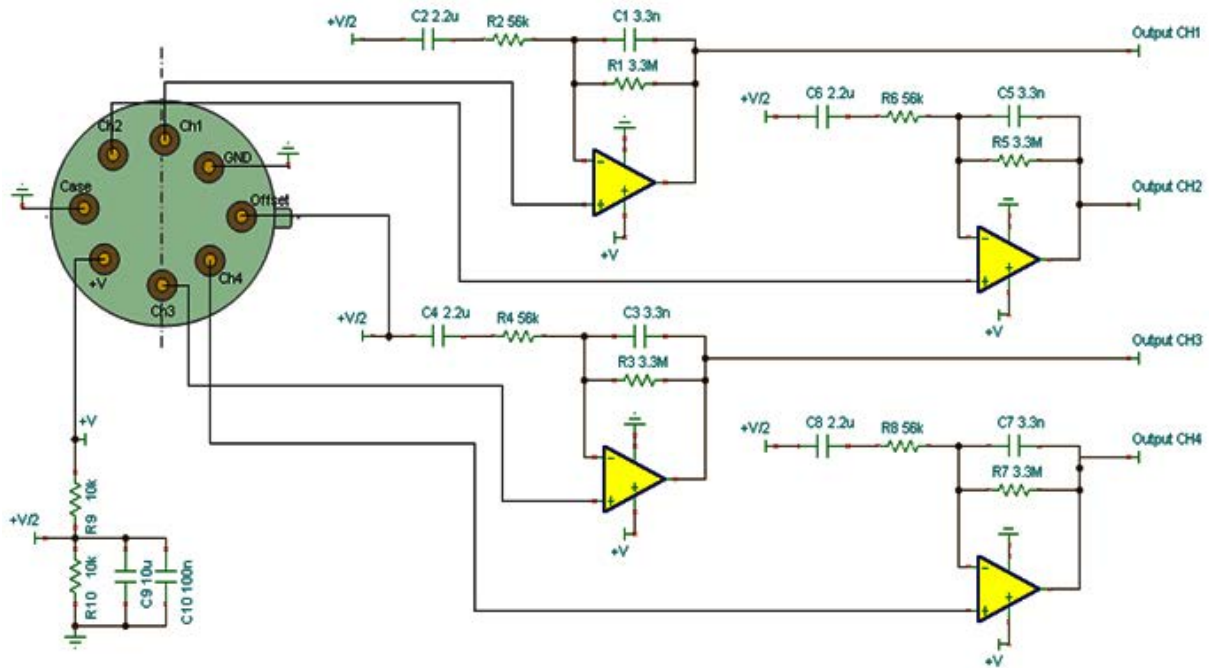 C2 2.2u
R2 56k
C1 3.3n
+V/2
R1 3.3M
Output CH1
+V/2
C6 2.2u
R6 56k
C5 3.3n
R5 3.3M
Output CH2
Ch2
Ch1
GND
Case
Offset
+V
Ch3
Ch4
-
+
+
+V
-
+
+
+V
+V/2
C4 2.2u
R4 56k
C3 3.3n
R3 3.3M
Output CH3
+V/2
C8 2.2u
R8 56k
C7 3.3n
R7 3.3M
Output CH4
-
+
+
+V
-
+
+
+V
+V
R9 10k
+V/2
R10 10k
C9 10u
C10 100n